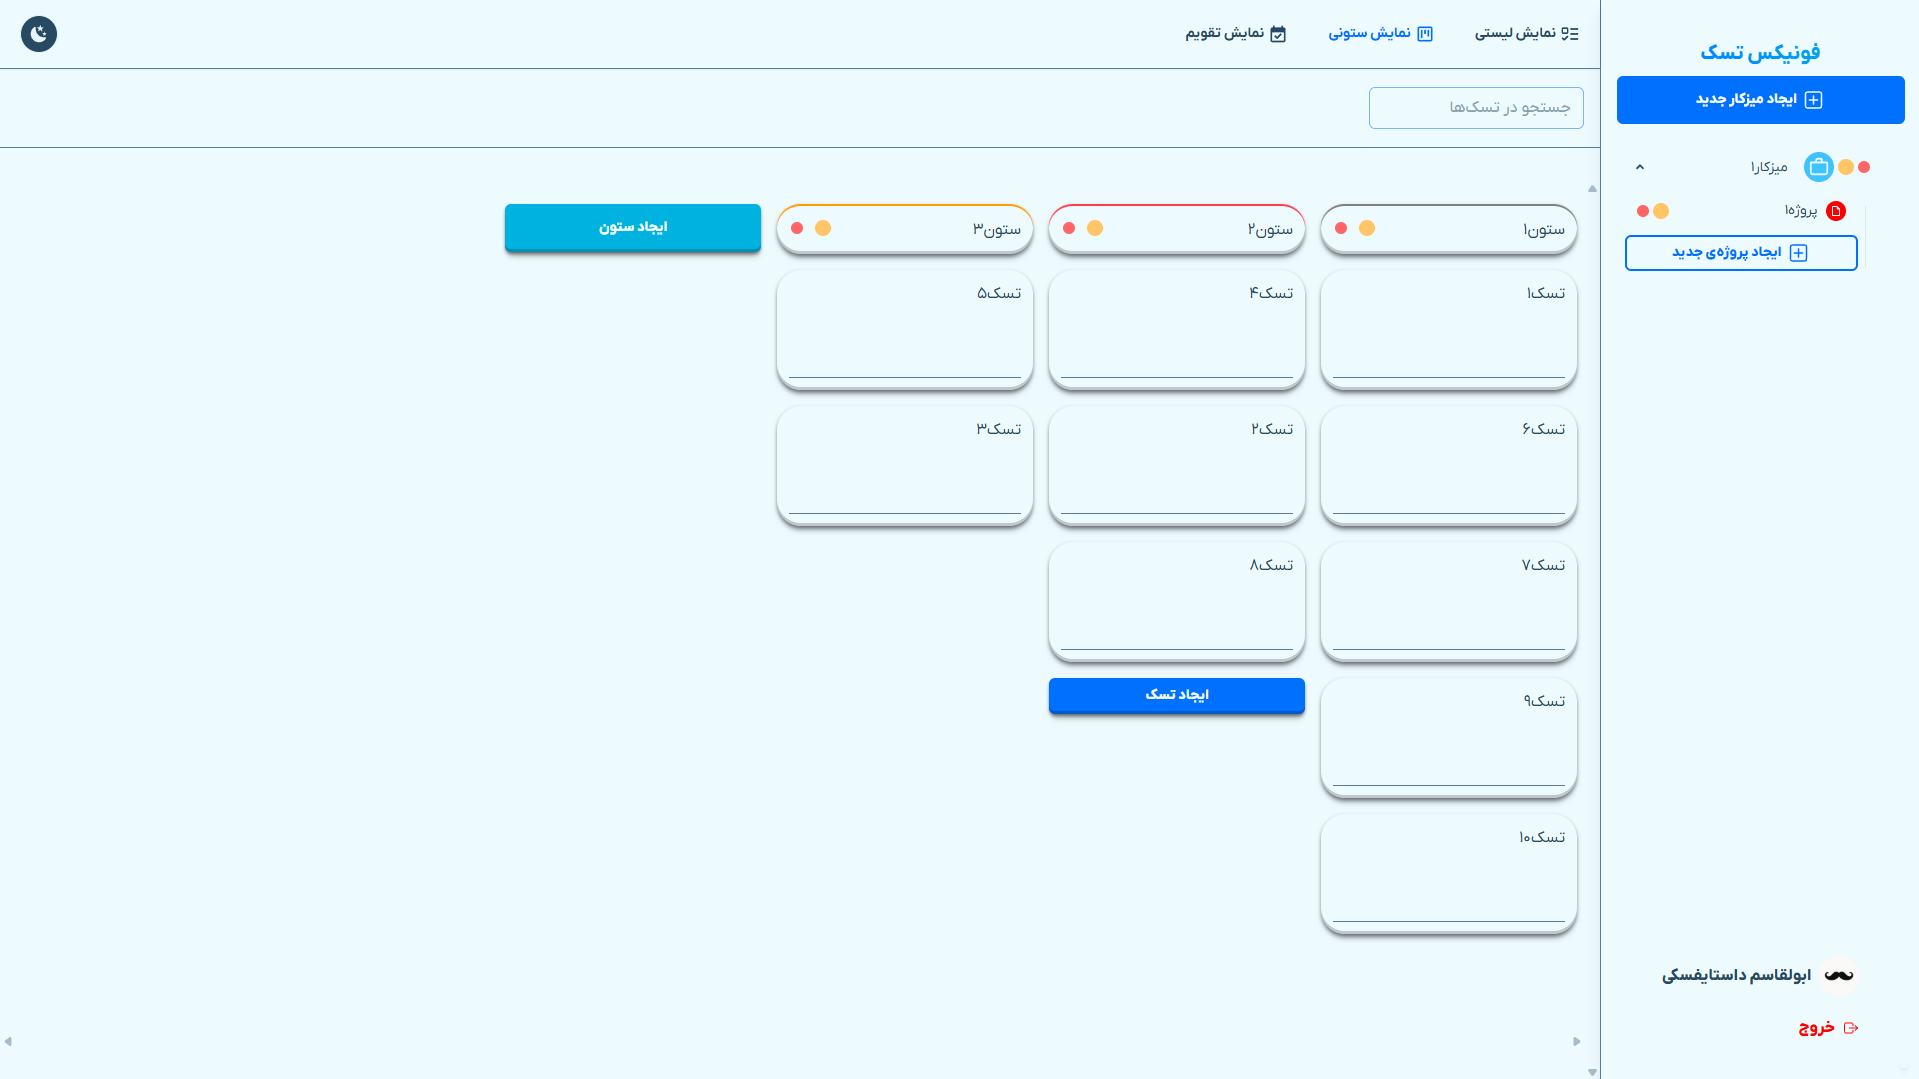 فونیکس تسک
ایجاد میزکار جدید
میزکار۱
پروژه۱
ایجاد پروژه‌ی جدید
ابولقاسم داستایفسکی
خروج
نمایش لیستی
نمایش ستونی
نمایش تقویم
جستجو در تسک‌ها
ستون۱
تسک۱
تسک۶
تسک۷
تسک۹
تسک۱۰
ستون۲
تسک۴
تسک۲
تسک۸
ایجاد تسک
ستون۳
تسک۵
تسک۳
ایجاد ستون